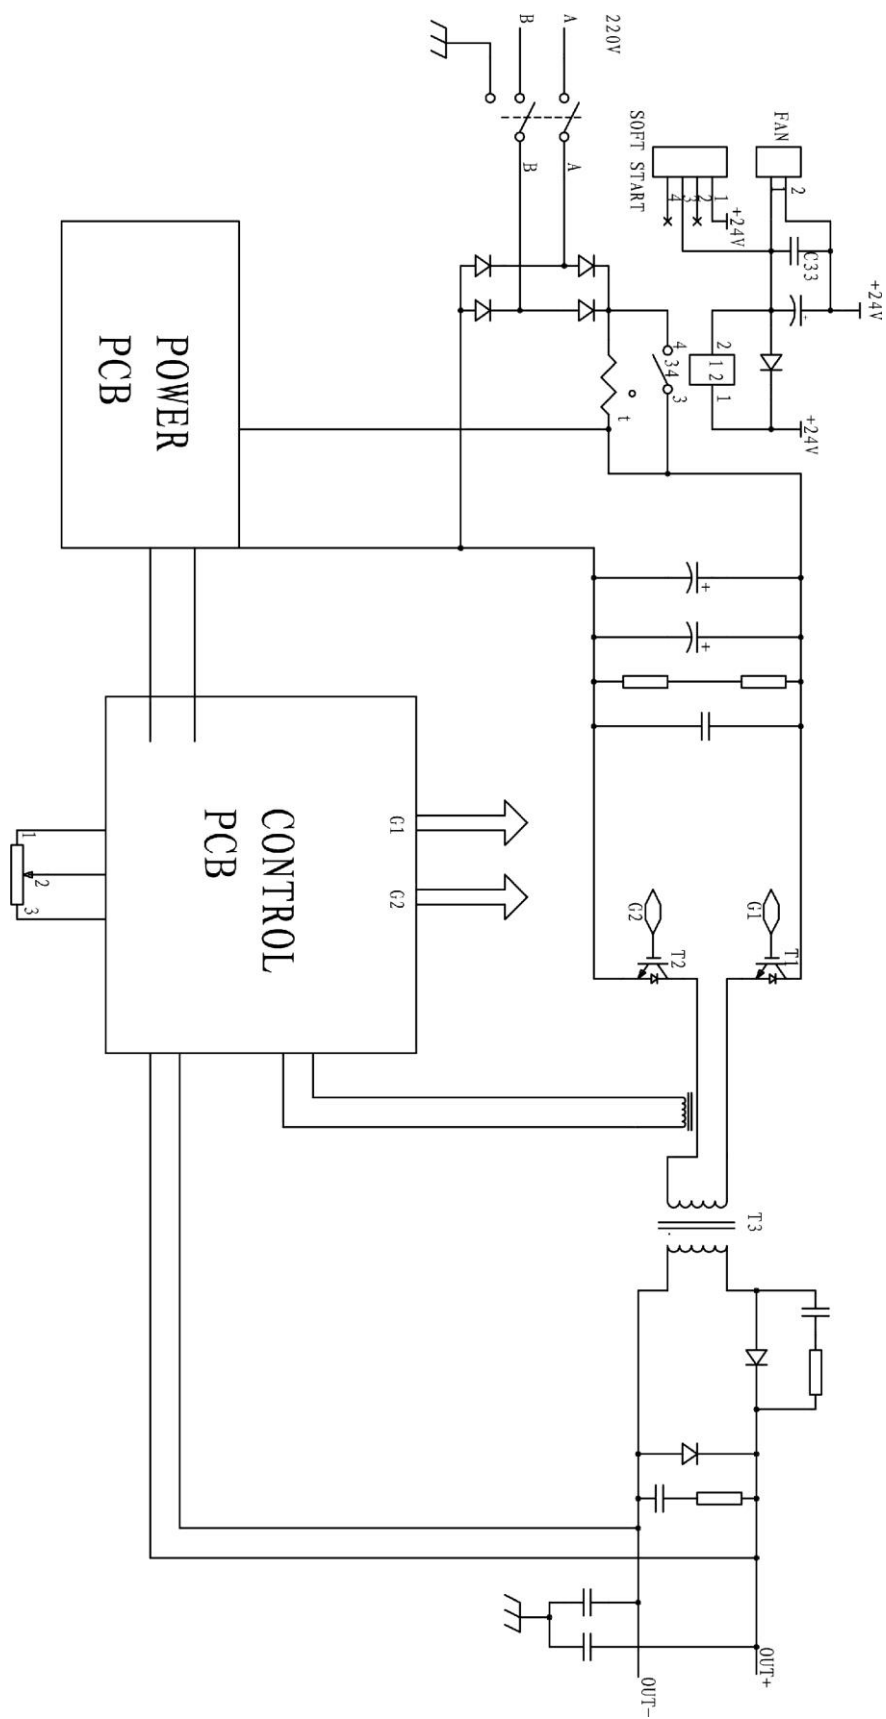 220V
A
B
A
B
FAN
2
1
SOFT START
1
2
3
4
+24V
C33
+24V
2
1 2
1
+24V
4
34
3
t
POWER
PCB
+
+
CONTROL
PCB
G1
G2
1
2
3
G1
T1
G2
T2
T3
OUT+
OUT-